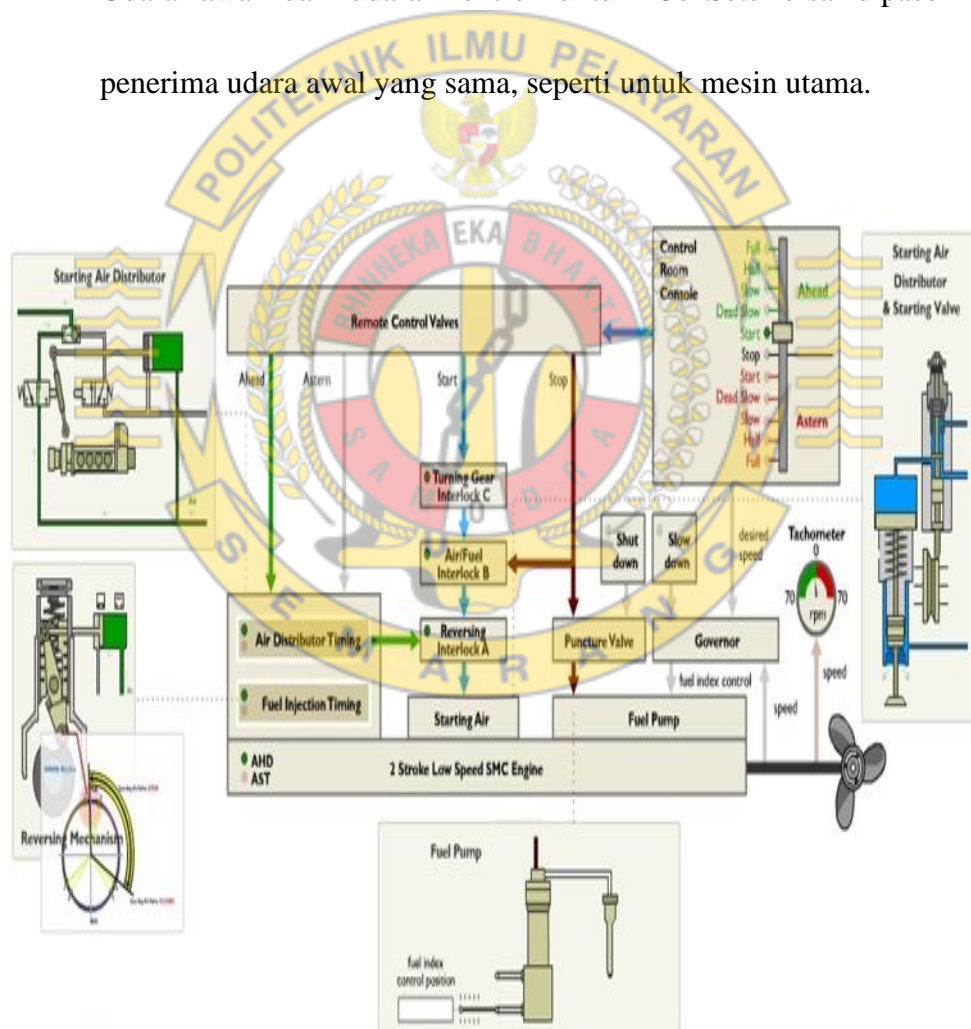 penerima udara awal yang sama, seperti untuk mesin utama.
POLITEKNIK ILMU PELAYARAN
SEMARANG
BHINNEKA EKA BHAKTI
SAMUDRA
Starting Air Distributor
Remote Control Valves
Control
Room
Console
Full
Half
Slow
Dead Slow
Start
Stop
Start
Dead Slow
Slow
Half
Full
Ahead
Astern
Starting Air
Distributor
& Starting Valve
Ahead
Astern
Start
Stop
Turning Gear
Interlock C
Air/Fuel
Interlock B
Shut
down
Slow
down
desired
speed
Tachometer
0
70
70
rpm
Air Distributor Timing
Reversing
Interlock A
Puncture Valve
Governor
Fuel Injection Timing
fuel index control
speed
speed
Starting Air
Fuel Pump
AHD
AST
2 Stroke Low Speed SMC Engine
Reversing Mechanism
Fuel Pump
fuel index
control position